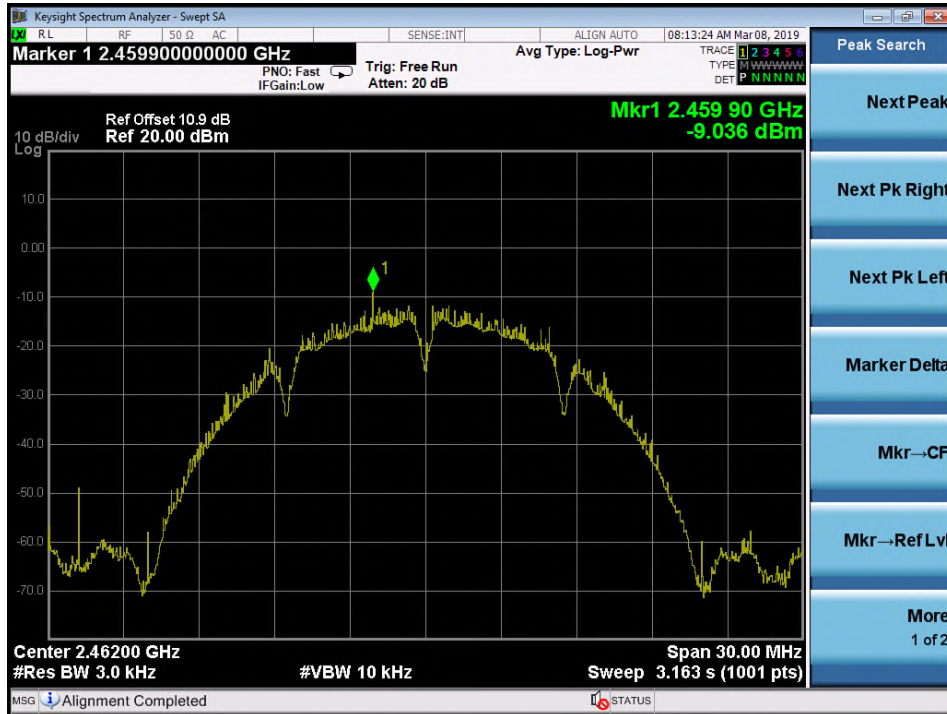 Keysight Spectrum Analyzer - Swept SA
LXI RL RF 50 Ω AC SENSE:INT ALIGN AUTO 08:13:24 AM Mar 08, 2019
Marker 1 2.459900000000 GHz
PNO: Fast
IFGain:Low
Trig: Free Run
Atten: 20 dB
Avg Type: Log-Pwr
TRACE 1 2 3 4 5 6
TYPE M WWWWW
DET P N N N N N
Mkr1 2.459 90 GHz
-9.036 dBm
Ref Offset 10.9 dB
10 dB/div Ref 20.00 dBm
Log
10.0
0.00
-10.0
-20.0
-30.0
-40.0
-50.0
-60.0
-70.0
1
Center 2.46200 GHz Span 30.00 MHz
#Res BW 3.0 kHz #VBW 10 kHz Sweep 3.163 s (1001 pts)
MSG Alignment Completed STATUS
Peak Search
Next Peak
Next Pk Right
Next Pk Left
Marker Delta
Mkr→CF
Mkr→Ref Lvl
More
1 of 2